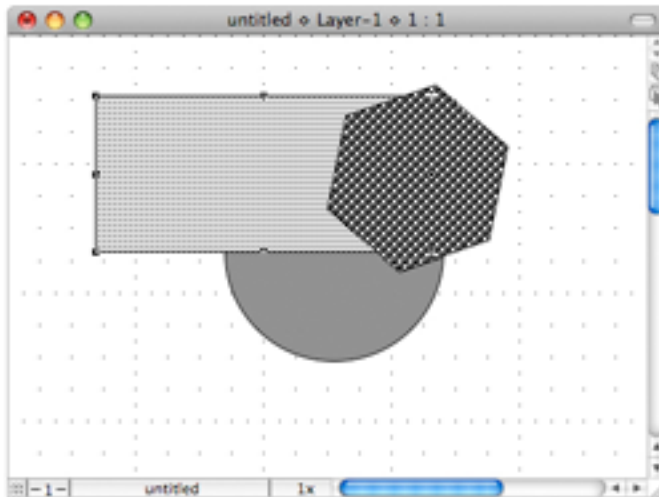 untitled ⋄ Layer-1 ⋄ 1 : 1
-1-
untitled
1x